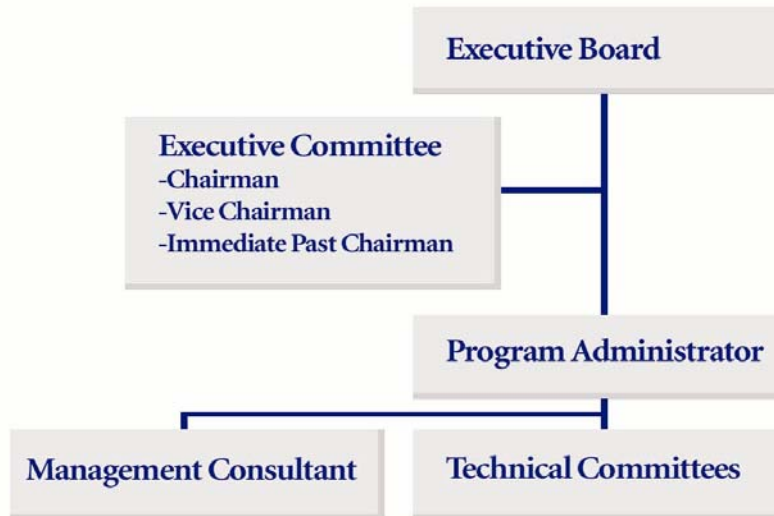 Executive Board
Executive Committee
-Chairman
-Vice Chairman
-Immediate Past Chairman
Program Administrator
Management Consultant
Technical Committees